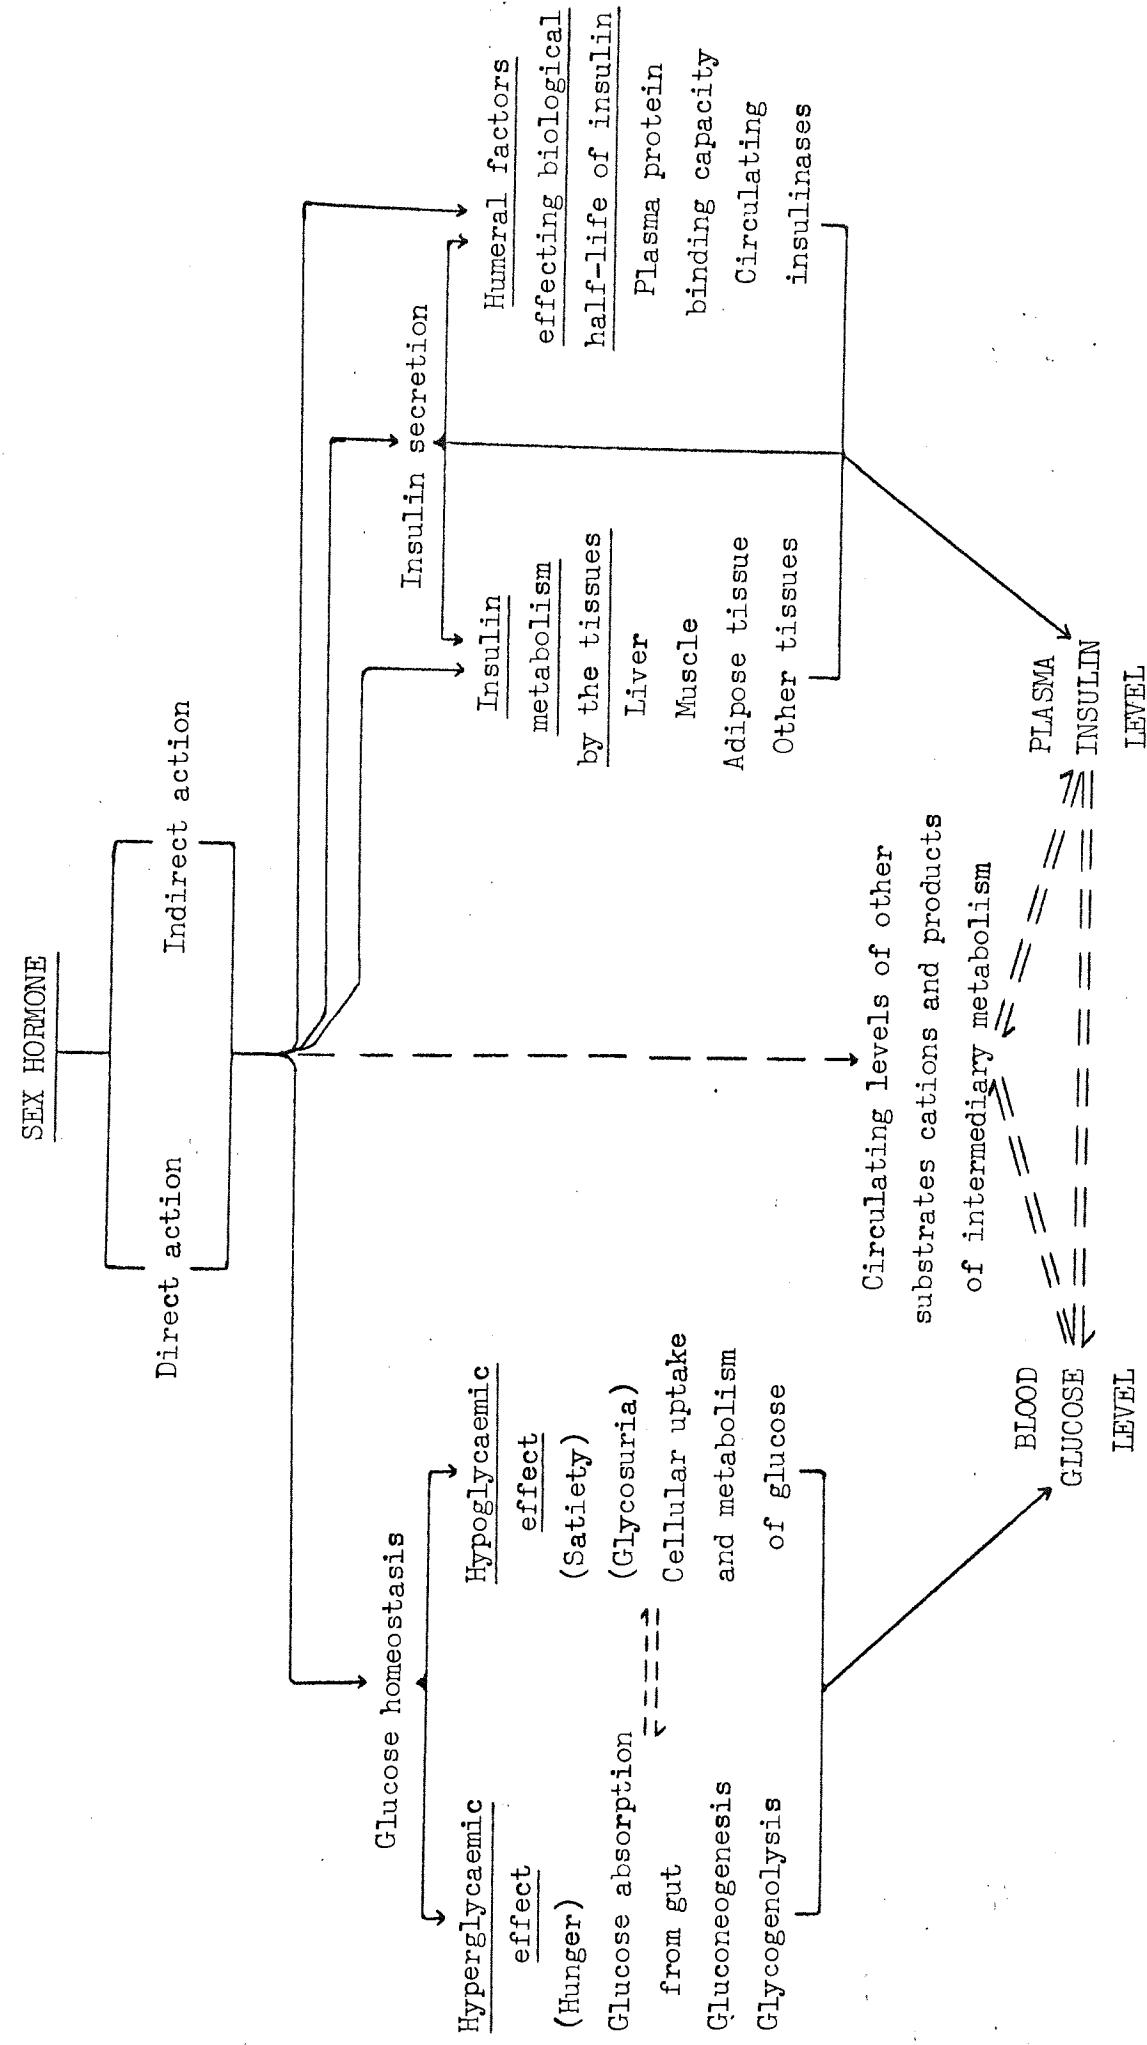 SEX HORMONE
Direct action
Indirect action
Glucose homeostasis
Hyperglycaemic
effect
(Hunger)
Glucose absorption
from gut
Gluconeogenesis
Glycogenolysis
Hypoglycaemic
effect
(Satiety)
(Glycosuria)
Cellular uptake
and metabolism
of glucose
Insulin secretion
Insulin
metabolism
by the tissues
Liver
Muscle
Adipose tissue
Other tissues
Humeral factors
effecting biological
half-life of insulin
Plasma protein
binding capacity
Circulating
insulinases
Circulating levels of other
substrates cations and products
of intermediary metabolism
BLOOD
GLUCOSE
LEVEL
PLASMA
INSULIN
LEVEL